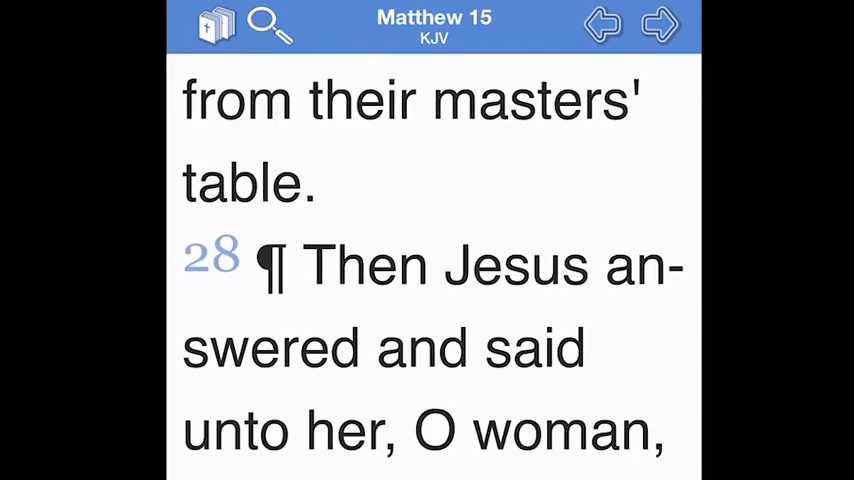 Matthew 15
KJV
from their masters'
table.
28 ¶ Then Jesus an-
swered and said
unto her, O woman,